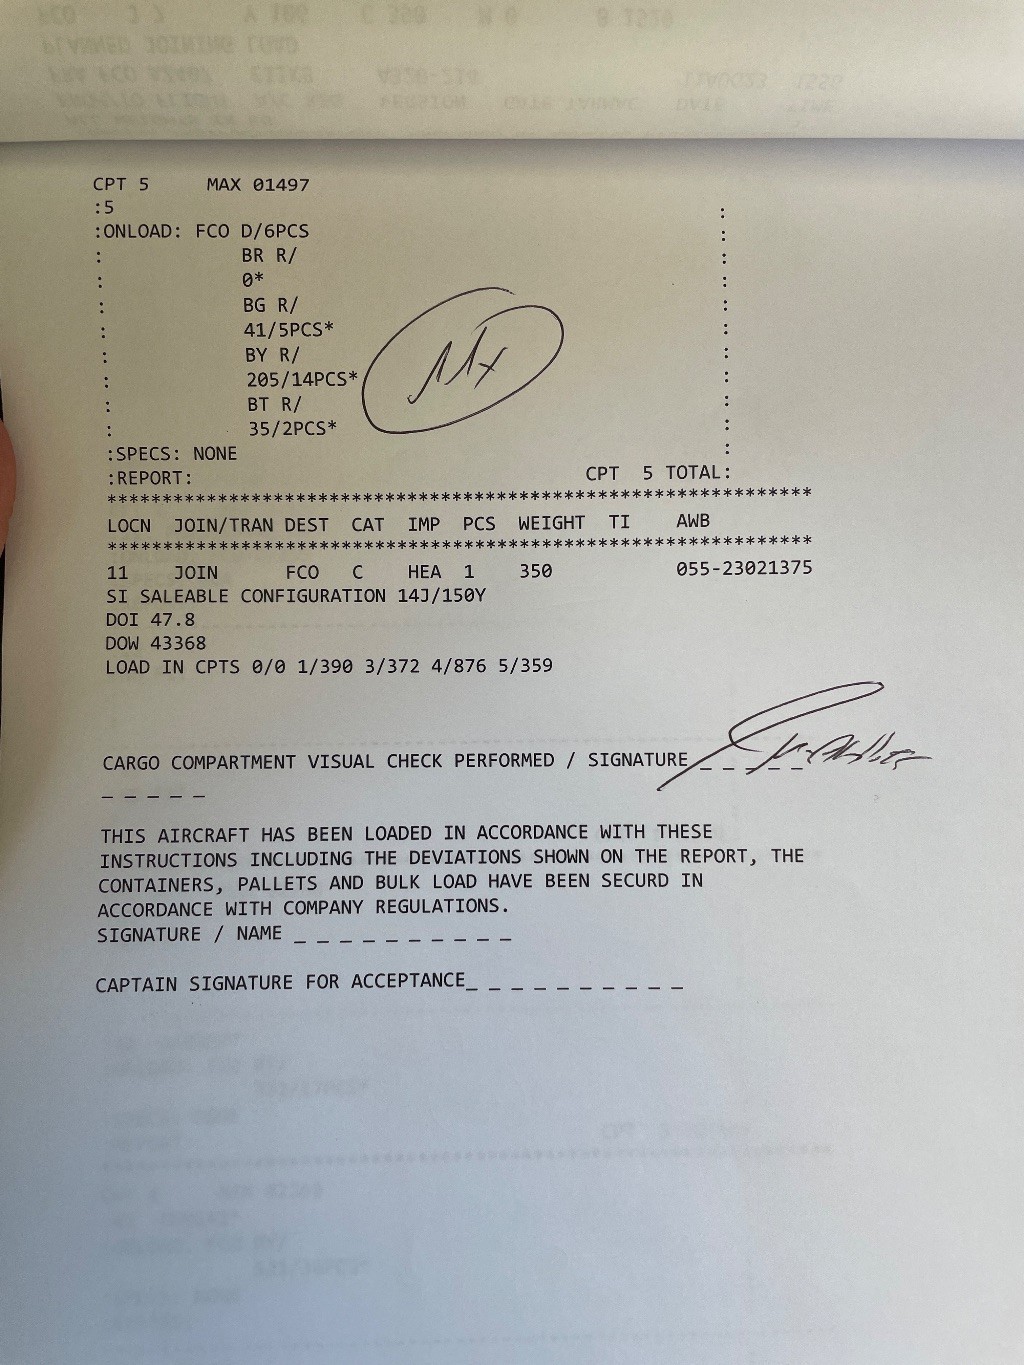 CPT 5 MAX 01497
:5 :
:ONLOAD: FCO D/6PCS :
: BR R/ :
: 0* :
: BG R/ :
: 41/5PCS* :
: BY R/ :
: 205/14PCS* :
: BT R/ :
: 35/2PCS* :
:SPECS: NONE :
:REPORT: CPT 5 TOTAL:
****************************************************************
LOCN JOIN/TRAN DEST CAT IMP PCS WEIGHT TI AWB
****************************************************************
11 JOIN FCO C HEA 1 350 055-23021375
SI SALEABLE CONFIGURATION 14J/150Y
DOI 47.8
DOW 43368
LOAD IN CPTS 0/0 1/390 3/372 4/876 5/359
CARGO COMPARTMENT VISUAL CHECK PERFORMED / SIGNATURE _ _ _ _ _
_ _ _ _ _
THIS AIRCRAFT HAS BEEN LOADED IN ACCORDANCE WITH THESE
INSTRUCTIONS INCLUDING THE DEVIATIONS SHOWN ON THE REPORT, THE
CONTAINERS, PALLETS AND BULK LOAD HAVE BEEN SECURD IN
ACCORDANCE WITH COMPANY REGULATIONS.
SIGNATURE / NAME _ _ _ _ _ _ _ _ _ _
CAPTAIN SIGNATURE FOR ACCEPTANCE_ _ _ _ _ _ _ _ _ _